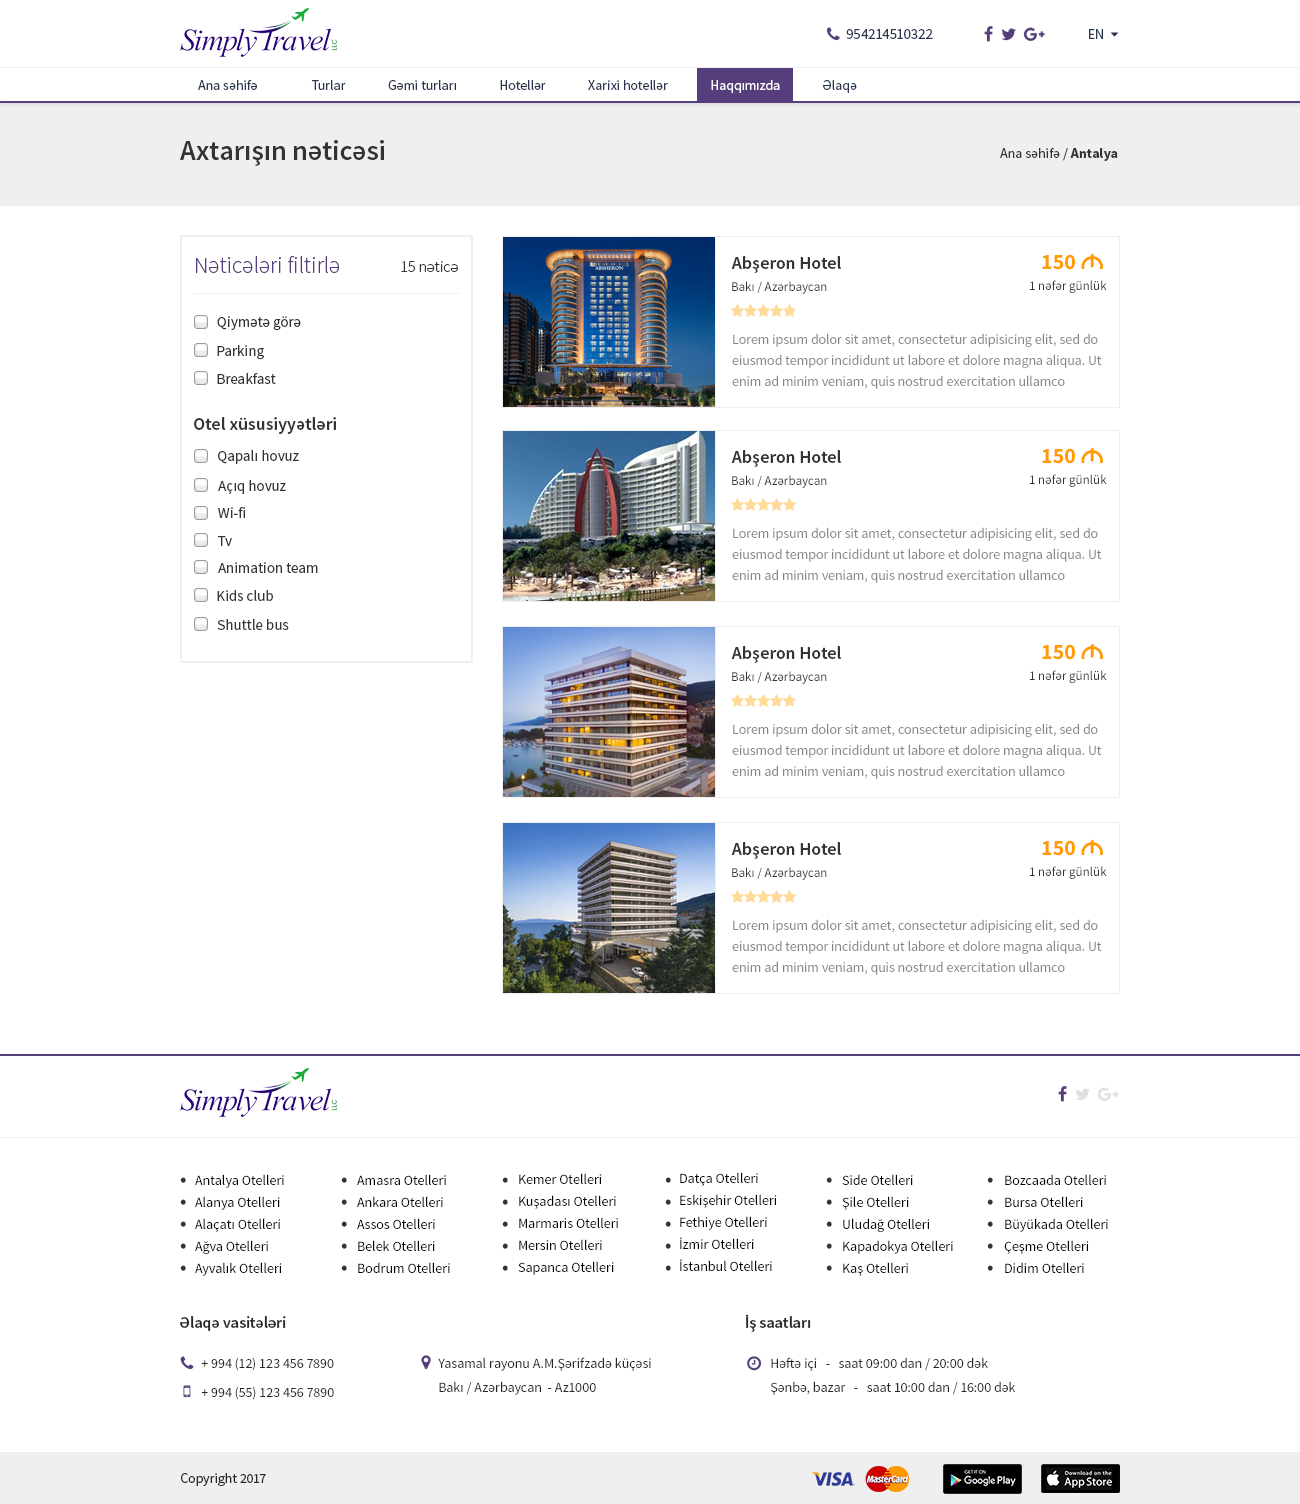 Simply Travel LLC
954214510322
EN
Ana səhifə
Turlar
Gəmi turları
Hotellər
Xarixi hotellər
Haqqımızda
Əlaqə
Axtarışın nəticəsi
Ana səhifə / Antalya
Nəticələri filtirlə
15 nəticə
Qiymətə görə
Parking
Breakfast
Otel xüsusiyyətləri
Qapalı hovuz
Açıq hovuz
Wi-fi
Tv
Animation team
Kids club
Shuttle bus
ABSHERON
Abşeron Hotel
150 ₼
Bakı / Azərbaycan
1 nəfər günlük
Lorem ipsum dolor sit amet, consectetur adipisicing elit, sed do
eiusmod tempor incididunt ut labore et dolore magna aliqua. Ut
enim ad minim veniam, quis nostrud exercitation ullamco
Abşeron Hotel
150 ₼
Bakı / Azərbaycan
1 nəfər günlük
Lorem ipsum dolor sit amet, consectetur adipisicing elit, sed do
eiusmod tempor incididunt ut labore et dolore magna aliqua. Ut
enim ad minim veniam, quis nostrud exercitation ullamco
Abşeron Hotel
150 ₼
Bakı / Azərbaycan
1 nəfər günlük
Lorem ipsum dolor sit amet, consectetur adipisicing elit, sed do
eiusmod tempor incididunt ut labore et dolore magna aliqua. Ut
enim ad minim veniam, quis nostrud exercitation ullamco
Abşeron Hotel
150 ₼
Bakı / Azərbaycan
1 nəfər günlük
Lorem ipsum dolor sit amet, consectetur adipisicing elit, sed do
eiusmod tempor incididunt ut labore et dolore magna aliqua. Ut
enim ad minim veniam, quis nostrud exercitation ullamco
Simply Travel LLC
Antalya Otelleri
Alanya Otelleri
Alaçatı Otelleri
Ağva Otelleri
Ayvalık Otelleri
Amasra Otelleri
Ankara Otelleri
Assos Otelleri
Belek Otelleri
Bodrum Otelleri
Kemer Otelleri
Kuşadası Otelleri
Marmaris Otelleri
Mersin Otelleri
Sapanca Otelleri
Datça Otelleri
Eskişehir Otelleri
Fethiye Otelleri
İzmir Otelleri
İstanbul Otelleri
Side Otelleri
Şile Otelleri
Uludağ Otelleri
Kapadokya Otelleri
Kaş Otelleri
Bozcaada Otelleri
Bursa Otelleri
Büyükada Otelleri
Çeşme Otelleri
Didim Otelleri
Əlaqə vasitələri
+ 994 (12) 123 456 7890
+ 994 (55) 123 456 7890
Yasamal rayonu A.M.Şərifzadə küçəsi
Bakı / Azərbaycan - Az1000
İş saatları
Həftə içi - saat 09:00 dan / 20:00 dək
Şənbə, bazar - saat 10:00 dan / 16:00 dək
Copyright 2017
VISA
MasterCard
GET IT ON
Google Play
Download on the
App Store